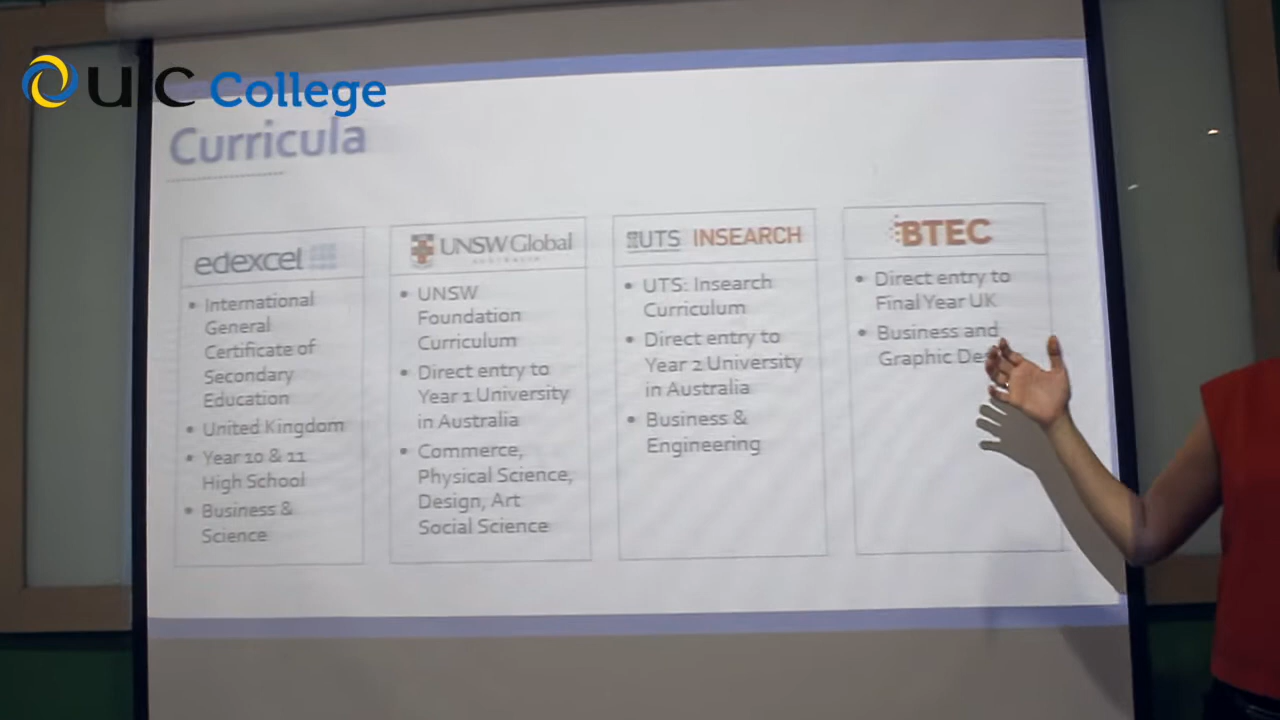 UIC College
Curricula
edexcel
International
General
Certificate of
Secondary
Education
United Kingdom
Year 10 & 11
High School
Business &
Science
UNSW Global
AUSTRALIA
UNSW
Foundation
Curriculum
Direct entry to
Year 1 University
in Australia
Commerce,
Physical Science,
Design, Art
Social Science
UTS INSEARCH
UTS: Insearch
Curriculum
Direct entry to
Year 2 University
in Australia
Business &
Engineering
BTEC
Direct entry to
Final Year UK
Business and
Graphic